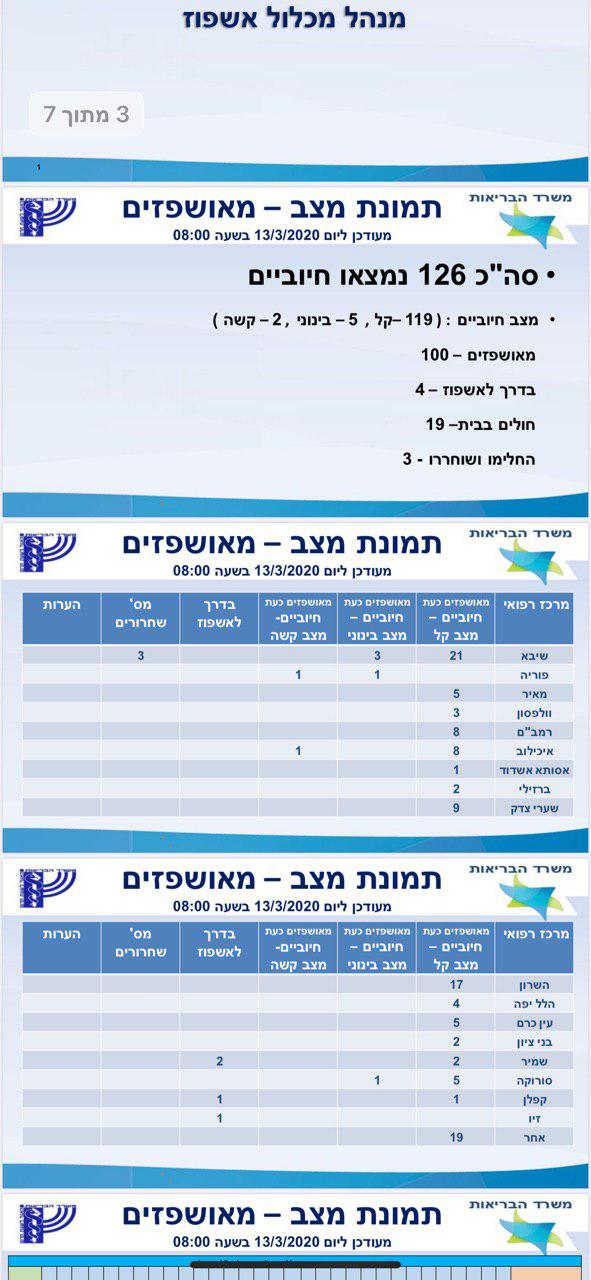 מנהל מכלול אשפוז
3 מתוך 7
1
משרד הבריאות
תמונת מצב – מאושפזים
מעודכן ליום 13/3/2020 בשעה 08:00
• סה"כ 126 נמצאו חיוביים
• מצב חיוביים : ( 119 –קל , 5 – בינוני , 2 – קשה )
מאושפזים – 100
בדרך לאשפוז – 4
חולים בבית– 19
החלימו ושוחררו - 3
משרד הבריאות
תמונת מצב – מאושפזים
מעודכן ליום 13/3/2020 בשעה 08:00
מרכז רפואי | מאושפזים כעת חיוביים – מצב קל | מאושפזים כעת חיוביים – מצב בינוני | מאושפזים כעת חיוביים- מצב קשה | בדרך לאשפוז | מס' שחרורים | הערות
שיבא 21 3 3
פוריה 1 1
מאיר 5
וולפסון 3
רמב"ם 8
איכילוב 8 1
אסותא אשדוד 1
ברזילי 2
שערי צדק 9
משרד הבריאות
תמונת מצב – מאושפזים
מעודכן ליום 13/3/2020 בשעה 08:00
מרכז רפואי | מאושפזים כעת חיוביים – מצב קל | מאושפזים כעת חיוביים – מצב בינוני | מאושפזים כעת חיוביים- מצב קשה | בדרך לאשפוז | מס' שחרורים | הערות
השרון 17
הלל יפה 4
עין כרם 5
בני ציון 2
שמיר 2 2
סורוקה 5 1
קפלן 1 1
זיו 1
אחר 19
משרד הבריאות
תמונת מצב – מאושפזים
מעודכן ליום 13/3/2020 בשעה 08:00